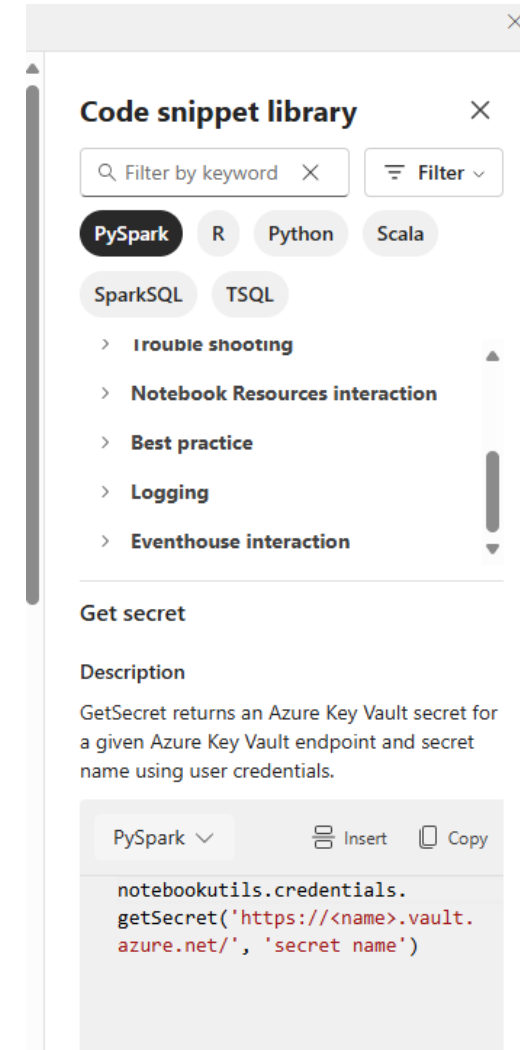 Code snippet library
Filter by keyword
Filter
PySpark R Python Scala
SparkSQL TSQL
Trouble shooting
Notebook Resources interaction
Best practice
Logging
Eventhouse interaction
Get secret
Description
GetSecret returns an Azure Key Vault secret for
a given Azure Key Vault endpoint and secret
name using user credentials.
PySpark Insert Copy
notebookutils.credentials.
getSecret('https://<name>.vault.
azure.net/', 'secret name')